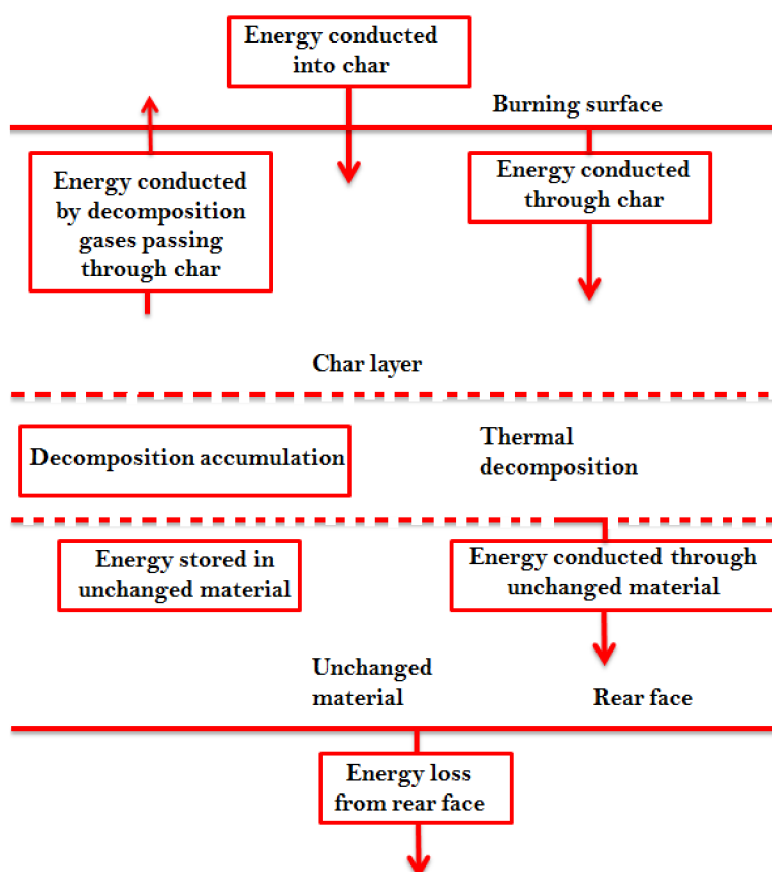 Energy conducted
into char
Burning surface
Energy conducted
by decomposition
gases passing
through char
Energy conducted
through char
Char layer
Decomposition accumulation
Thermal
decomposition
Energy stored in
unchanged material
Energy conducted through
unchanged material
Unchanged
material
Rear face
Energy loss
from rear face